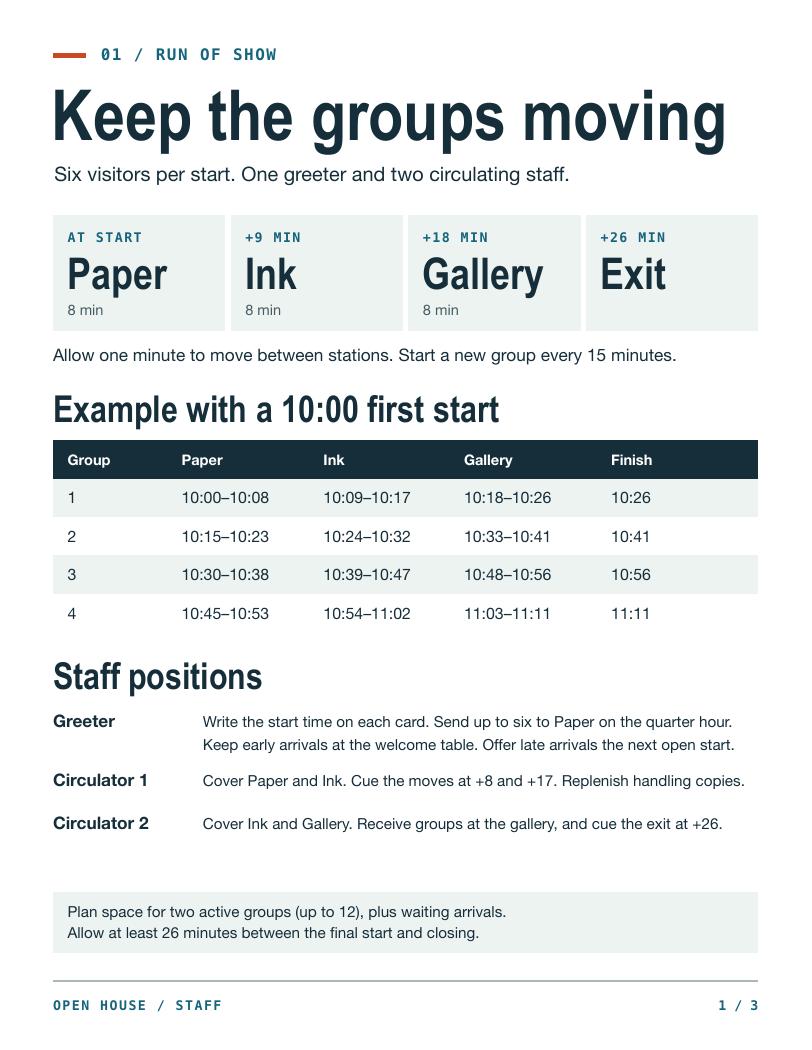 01 / RUN OF SHOW
Keep the groups moving
Six visitors per start. One greeter and two circulating staff.
AT START
Paper
8 min
+9 MIN
Ink
8 min
+18 MIN
Gallery
8 min
+26 MIN
Exit
Allow one minute to move between stations. Start a new group every 15 minutes.
Example with a 10:00 first start
Group Paper Ink Gallery Finish
1 10:00–10:08 10:09–10:17 10:18–10:26 10:26
2 10:15–10:23 10:24–10:32 10:33–10:41 10:41
3 10:30–10:38 10:39–10:47 10:48–10:56 10:56
4 10:45–10:53 10:54–11:02 11:03–11:11 11:11
Staff positions
Greeter Write the start time on each card. Send up to six to Paper on the quarter hour.
Keep early arrivals at the welcome table. Offer late arrivals the next open start.
Circulator 1 Cover Paper and Ink. Cue the moves at +8 and +17. Replenish handling copies.
Circulator 2 Cover Ink and Gallery. Receive groups at the gallery, and cue the exit at +26.
Plan space for two active groups (up to 12), plus waiting arrivals.
Allow at least 26 minutes between the final start and closing.
OPEN HOUSE / STAFF 1 / 3